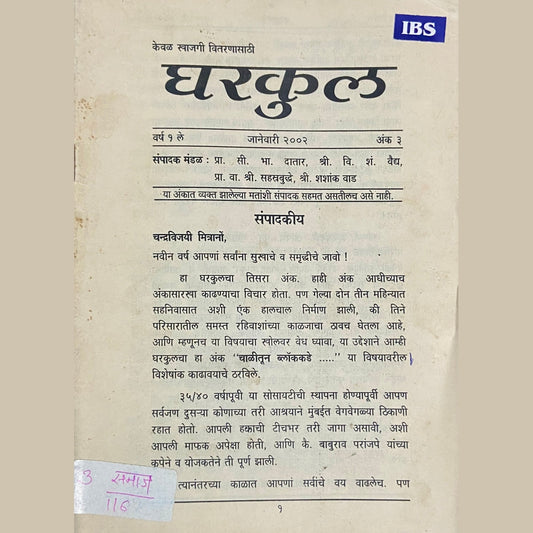 IBS
केवळ खाजगी वितरणासाठी
घरकुल
वर्ष १ ले जानेवारी २००२ अंक ३
संपादक मंडळ : प्रा. सी. भा. दातार, श्री. वि. शं. वैद्य,
प्रा. वा. श्री. सहस्रबुद्धे, श्री. शशांक वाड
या अंकात व्यक्त झालेल्या मतांशी संपादक सहमत असतीलच असे नाही.
संपादकीय
चन्द्रविजयी मित्रानों,
नवीन वर्ष आपणां सर्वांना सुखाचे व समृद्धीचे जावो !
हा घरकुलचा तिसरा अंक. हाही अंक आधीच्याच
अंकासारखा काढण्याचा विचार होता. पण गेल्या दोन तीन महिन्यात
सहनिवासात अशी एंक हालचाल निर्माण झाली, की तिने
परिसारातील समस्त रहिवाशांच्या काळजाचा ठावच घेतला आहे,
आणि म्हणूनच या विषयाचा खोलवर वेध घ्यावा, या उद्देशाने आम्ही
घरकुलचा हा अंक "चाळीतून ब्लॉककडे ....." या विषयावरील
विशेषांक काढावयाचे ठरविले.
३५/४० वर्षापूवी या सोसायटीची स्थापना होण्यापूर्वी आपण
सर्वजण दुसऱ्या कोणाच्या तरी आश्रयाने मुंबईत वेगवेगळ्या ठिकाणी
रहात होतो. आपली हक्काची टीचभर तरी जागा असावी, अशी
आपली माफक अपेक्षा होती, आणि कै. बाबुराव परांजपे यांच्या
कपेने व योजकतेने ती पूर्ण झाली.
त्यानंतरच्या काळात आपणां सर्वांचे वय वाढलेच. पण
3 समाज
१